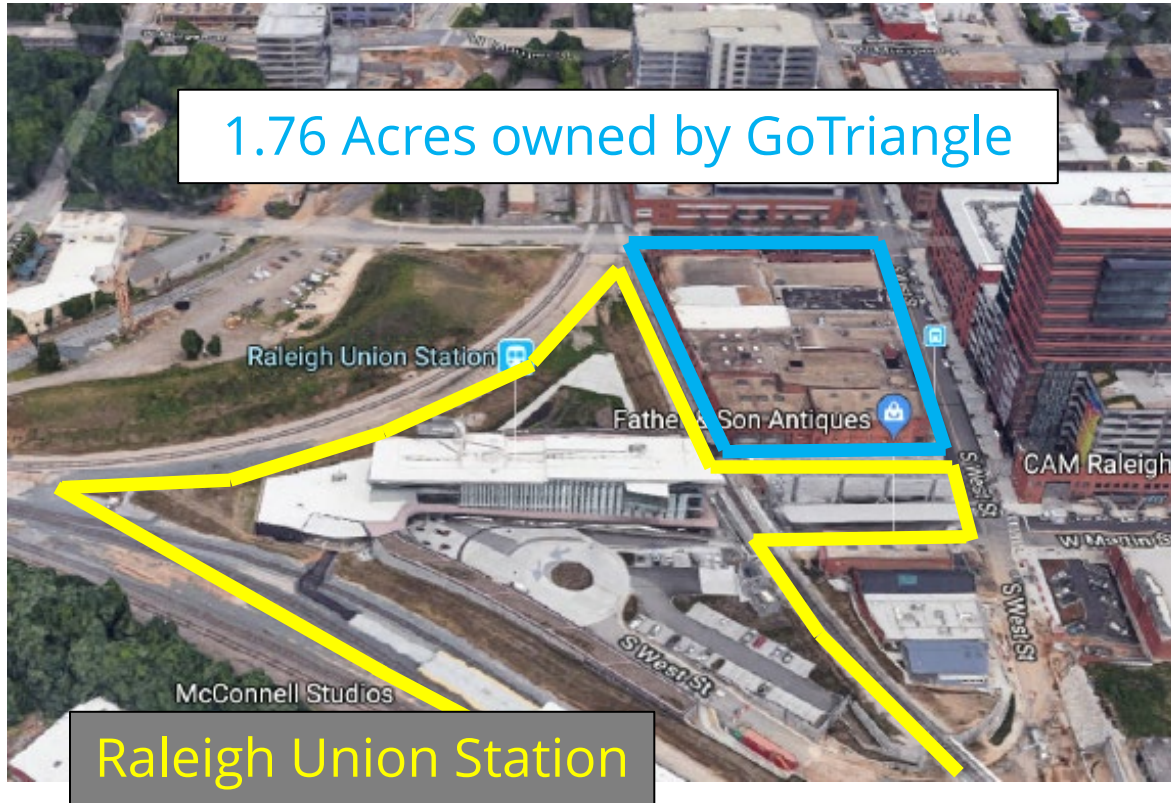 1.76 Acres owned by GoTriangle
Raleigh Union Station
Father & Son Antiques
CAM Raleigh
S West St
W Martin S
S West St
S West St
McConnell Studios
Raleigh Union Station